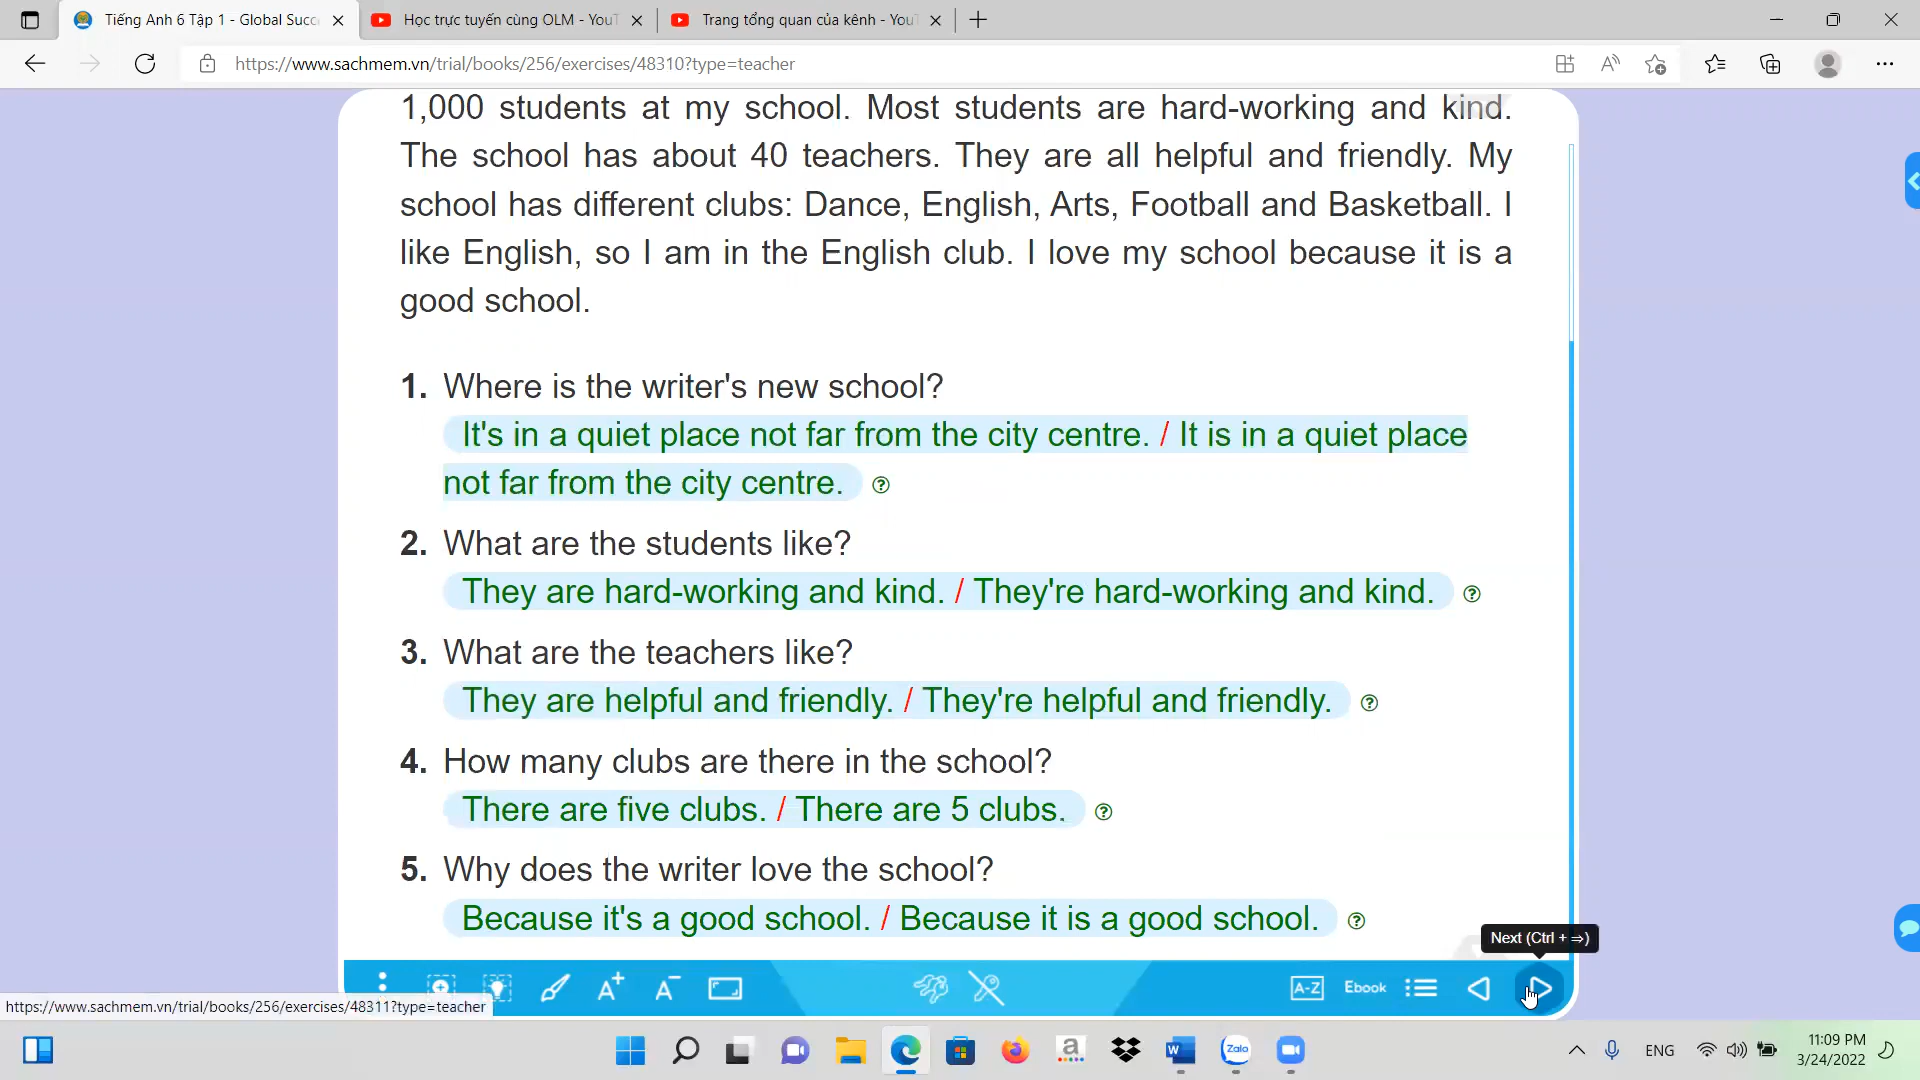 Tiếng Anh 6 Tập 1 - Global Succ
Học trực tuyến cùng OLM - YouT
Trang tổng quan của kênh - YouT
https://www.sachmem.vn/trial/books/256/exercises/48310?type=teacher
1,000 students at my school. Most students are hard-working and kind.
The school has about 40 teachers. They are all helpful and friendly. My
school has different clubs: Dance, English, Arts, Football and Basketball. I
like English, so I am in the English club. I love my school because it is a
good school.
1. Where is the writer's new school?
It's in a quiet place not far from the city centre. / It is in a quiet place
not far from the city centre. ?
2. What are the students like?
They are hard-working and kind. / They're hard-working and kind. ?
3. What are the teachers like?
They are helpful and friendly. / They're helpful and friendly. ?
4. How many clubs are there in the school?
There are five clubs. / There are 5 clubs. ?
5. Why does the writer love the school?
Because it's a good school. / Because it is a good school. ?
Next (Ctrl + ⇒)
A+ A- A-Z Ebook
https://www.sachmem.vn/trial/books/256/exercises/48311?type=teacher
a W Zalo ENG 11:09 PM
3/24/2022